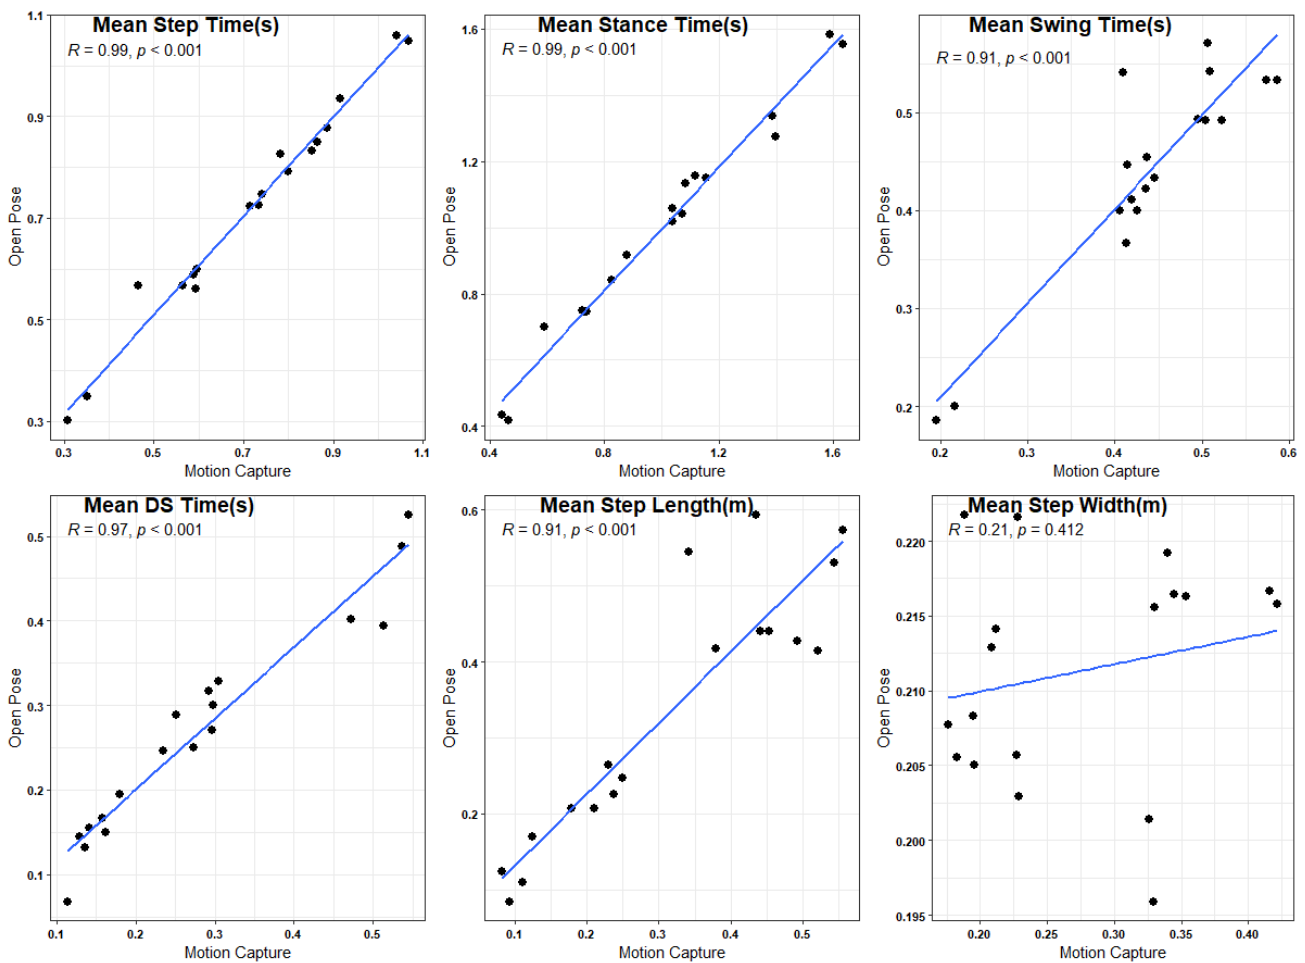 Mean Step Time(s)
R = 0.99, p < 0.001
1.1
0.9
0.7
0.5
0.3
Open Pose
0.3 0.5 0.7 0.9 1.1
Motion Capture
Mean Stance Time(s)
R = 0.99, p < 0.001
1.6
1.2
0.8
0.4
Open Pose
0.4 0.8 1.2 1.6
Motion Capture
Mean Swing Time(s)
R = 0.91, p < 0.001
0.5
0.4
0.3
0.2
Open Pose
0.2 0.3 0.4 0.5 0.6
Motion Capture
Mean DS Time(s)
R = 0.97, p < 0.001
0.5
0.4
0.3
0.2
0.1
Open Pose
0.1 0.2 0.3 0.4 0.5
Motion Capture
Mean Step Length(m)
R = 0.91, p < 0.001
0.6
0.4
0.2
Open Pose
0.1 0.2 0.3 0.4 0.5
Motion Capture
Mean Step Width(m)
R = 0.21, p = 0.412
0.220
0.215
0.210
0.205
0.200
0.195
Open Pose
0.20 0.25 0.30 0.35 0.40
Motion Capture